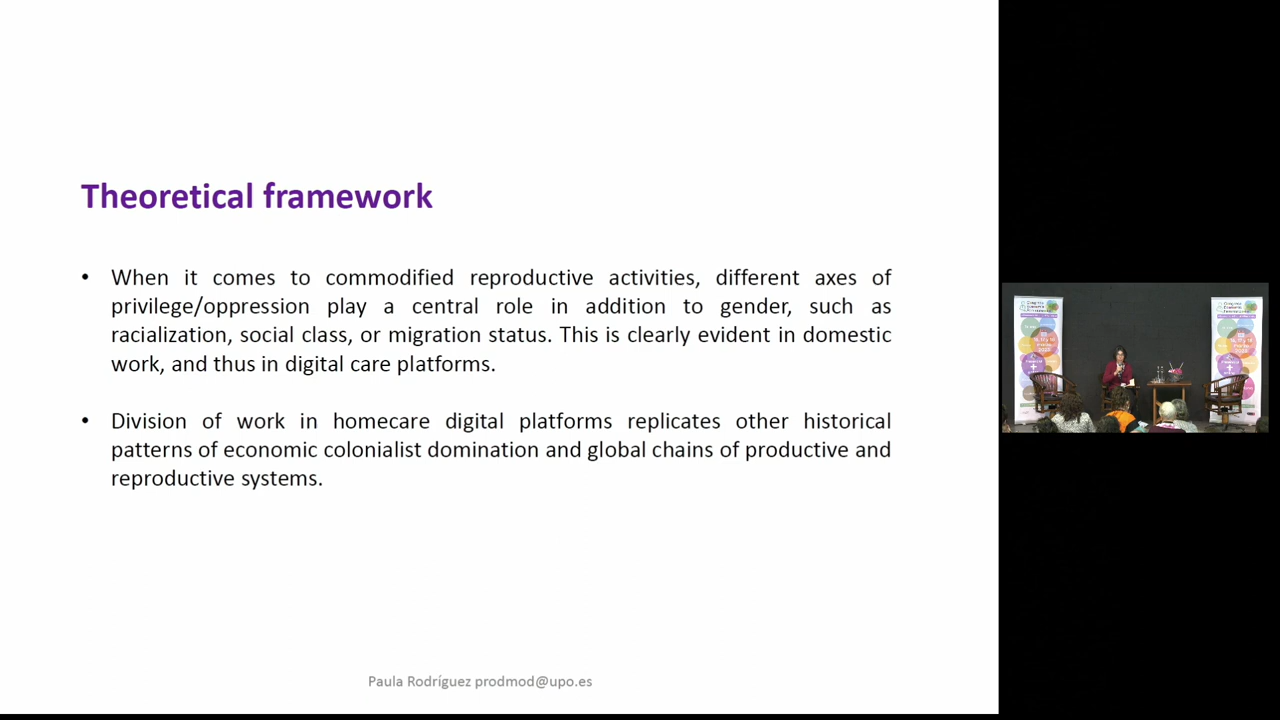 Theoretical framework
• When it comes to commodified reproductive activities, different axes of
privilege/oppression play a central role in addition to gender, such as
racialization, social class, or migration status. This is clearly evident in domestic
work, and thus in digital care platforms.
• Division of work in homecare digital platforms replicates other historical
patterns of economic colonialist domination and global chains of productive and
reproductive systems.
Paula Rodríguez prodmod@upo.es